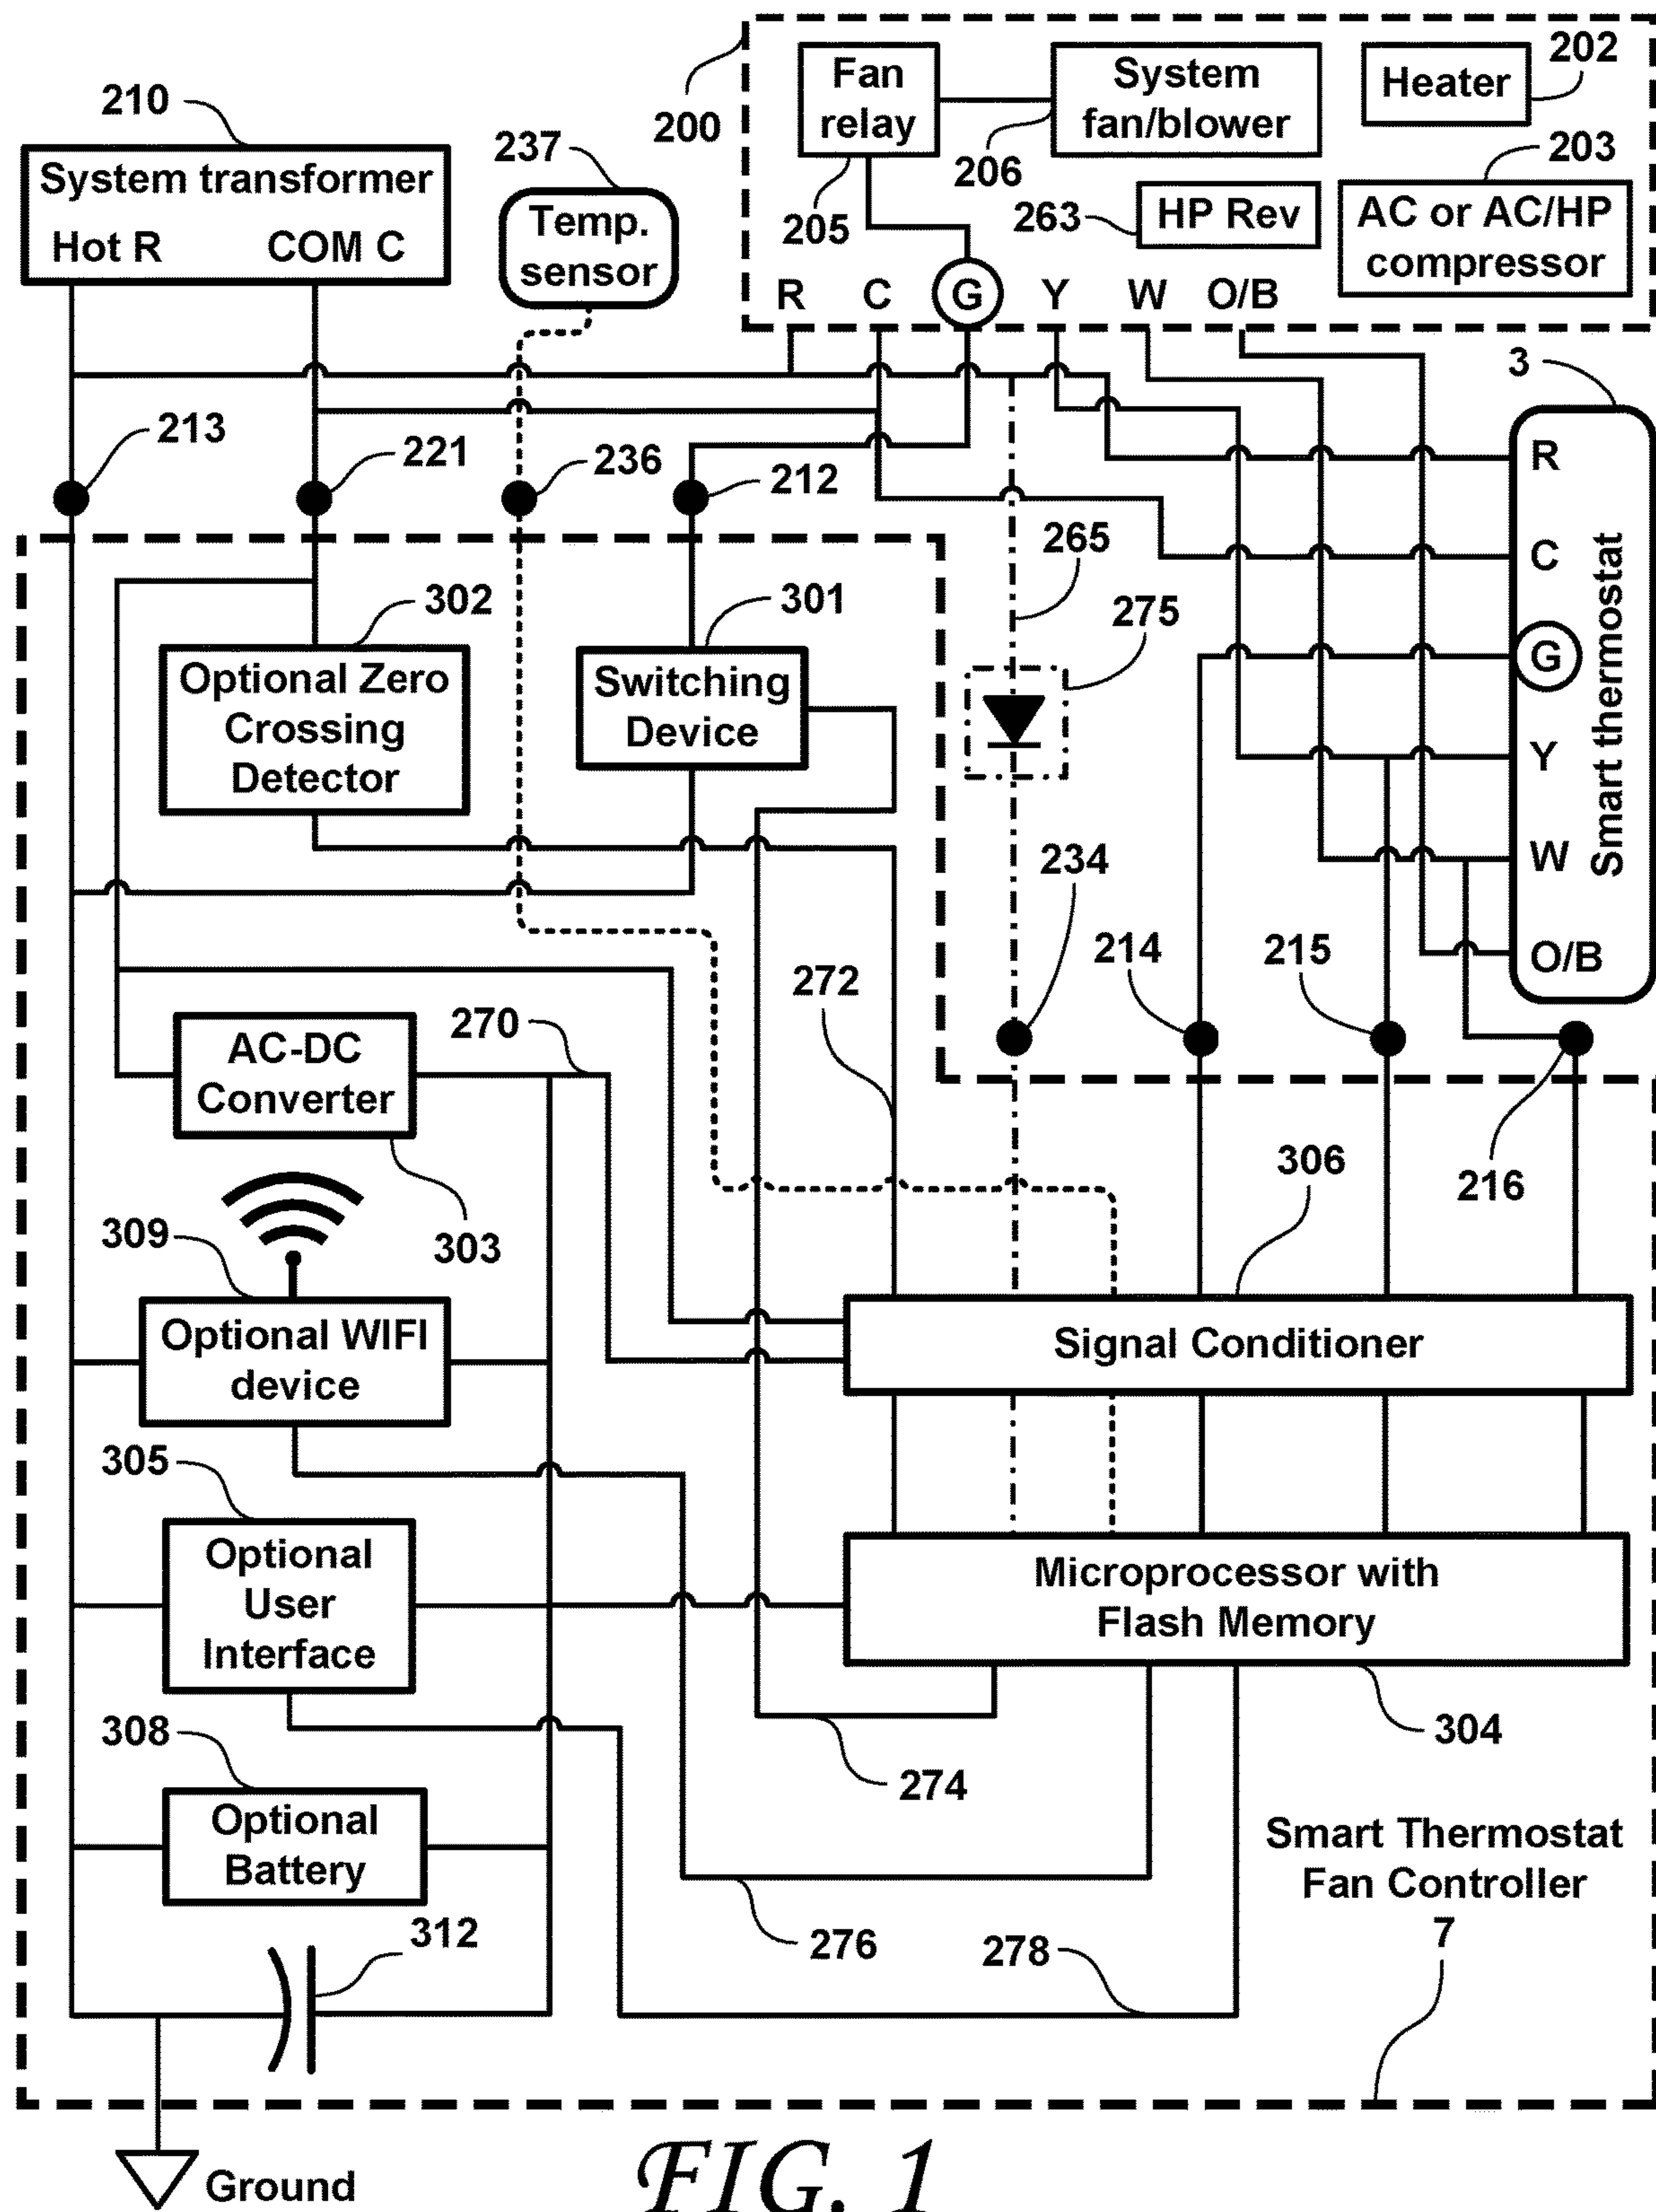 200
Fan
relay
System
fan/blower
Heater
202
205
206
263
HP Rev
203
AC or AC/HP
compressor
R C G Y W O/B
210
System transformer
Hot R COM C
237
Temp.
sensor
213
221
236
212
3
R
C
G
Y
W
O/B
Smart thermostat
265
275
302
Optional Zero
Crossing
Detector
301
Switching
Device
234
214
215
216
272
270
AC-DC
Converter
303
309
Optional WIFI
device
306
Signal Conditioner
305
Optional
User
Interface
Microprocessor with
Flash Memory
304
308
Optional
Battery
274
276
278
312
Smart Thermostat
Fan Controller
7
Ground
FIG. 1